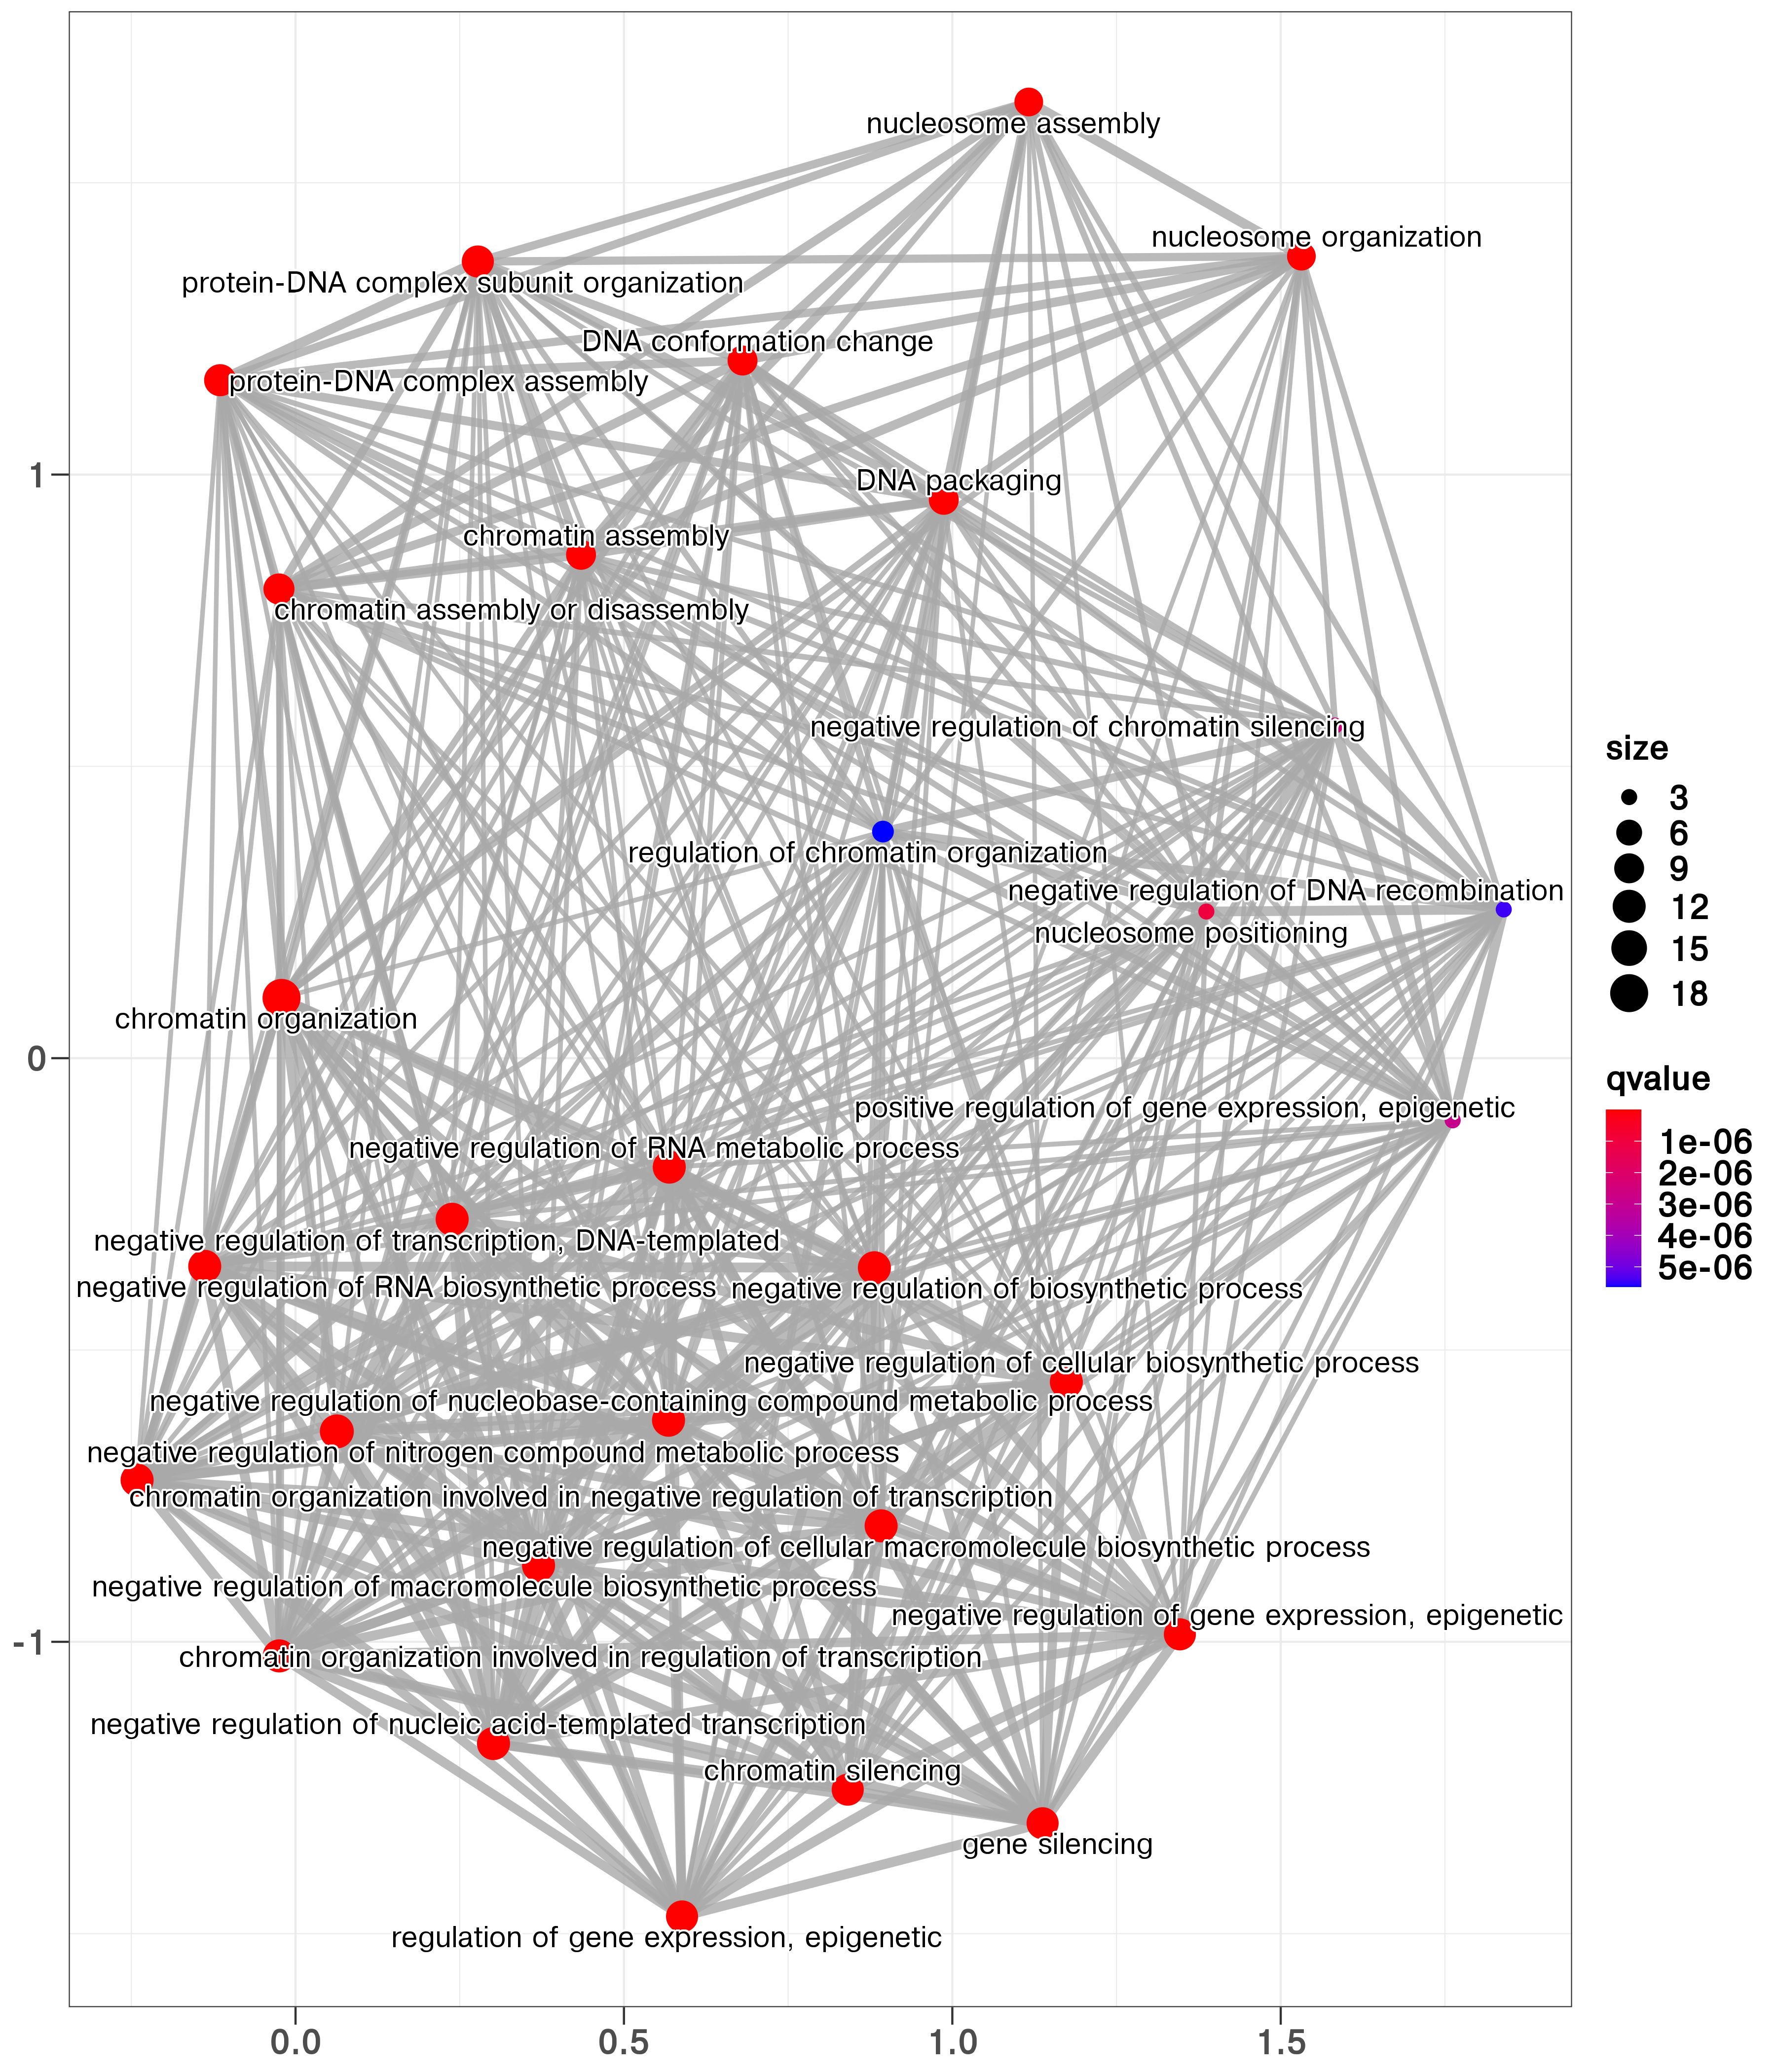 nucleosome assembly
nucleosome organization
protein-DNA complex subunit organization
DNA conformation change
protein-DNA complex assembly
1
DNA packaging
chromatin assembly
chromatin assembly or disassembly
negative regulation of chromatin silencing
regulation of chromatin organization
negative regulation of DNA recombination
nucleosome positioning
chromatin organization
0
positive regulation of gene expression, epigenetic
negative regulation of RNA metabolic process
negative regulation of transcription, DNA-templated
negative regulation of RNA biosynthetic process
negative regulation of biosynthetic process
negative regulation of cellular biosynthetic process
negative regulation of nucleobase-containing compound metabolic process
negative regulation of nitrogen compound metabolic process
chromatin organization involved in negative regulation of transcription
negative regulation of cellular macromolecule biosynthetic process
negative regulation of macromolecule biosynthetic process
negative regulation of gene expression, epigenetic
-1
chromatin organization involved in regulation of transcription
negative regulation of nucleic acid-templated transcription
chromatin silencing
gene silencing
regulation of gene expression, epigenetic
0.0 0.5 1.0 1.5
size
3
6
9
12
15
18
qvalue
1e-06
2e-06
3e-06
4e-06
5e-06